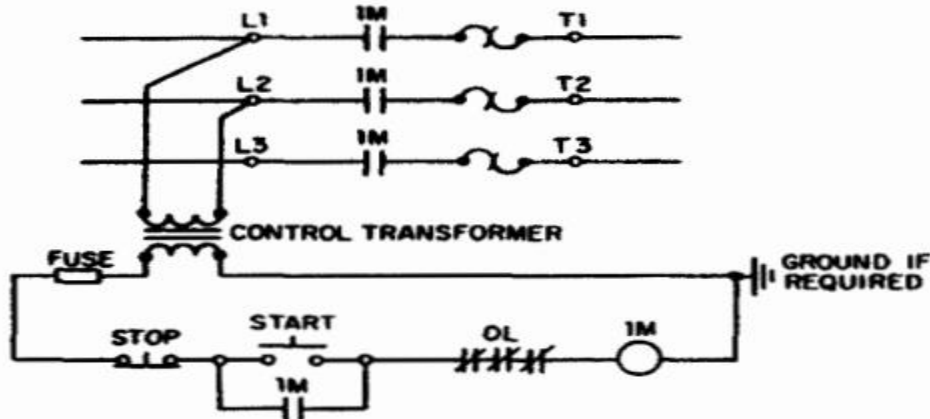 1M
L1 T1
1M
L2 T2
1M
L3 T3
CONTROL TRANSFORMER
FUSE
GROUND IF
REQUIRED
STOP START OL 1M
1M